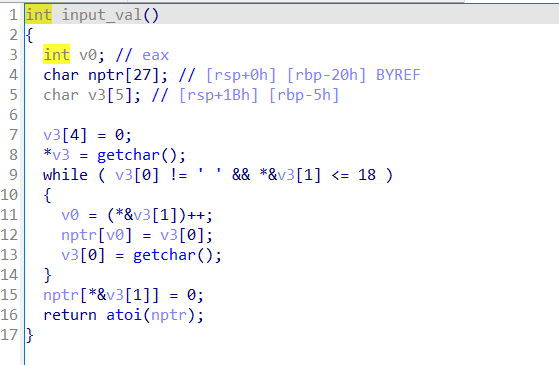 1 int input_val()
2 {
3 int v0; // eax
4 char nptr[27]; // [rsp+0h] [rbp-20h] BYREF
5 char v3[5]; // [rsp+1Bh] [rbp-5h]
6
7 v3[4] = 0;
8 *v3 = getchar();
9 while ( v3[0] != ' ' && *&v3[1] <= 18 )
10 {
11 v0 = (*&v3[1])++;
12 nptr[v0] = v3[0];
13 v3[0] = getchar();
14 }
15 nptr[*&v3[1]] = 0;
16 return atoi(nptr);
17 }